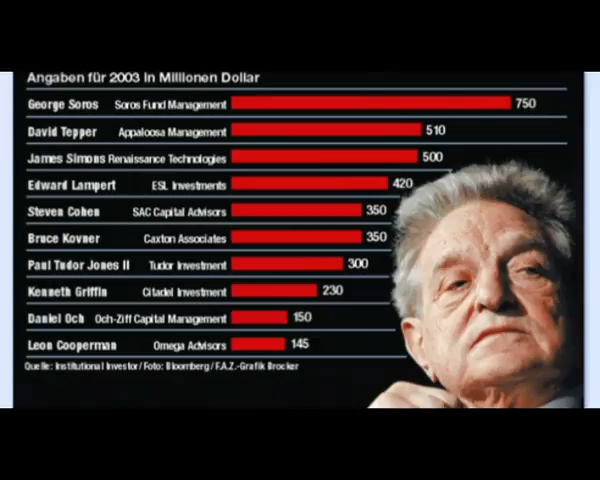 Angaben für 2003 in Millionen Dollar
George Soros Soros Fund Management 750
David Tepper Appaloosa Management 510
James Simons Renaissance Technologies 500
Edward Lampert ESL Investments 420
Steven Cohen SAC Capital Advisors 350
Bruce Kovner Caxton Associates 350
Paul Tudor Jones II Tudor Investment 300
Kenneth Griffin Citadel Investment 230
Daniel Och Och-Ziff Capital Management 150
Leon Cooperman Omega Advisors 145
Quelle: Institutional Investor / Foto: Bloomberg / F.A.Z.-Grafik Brocker